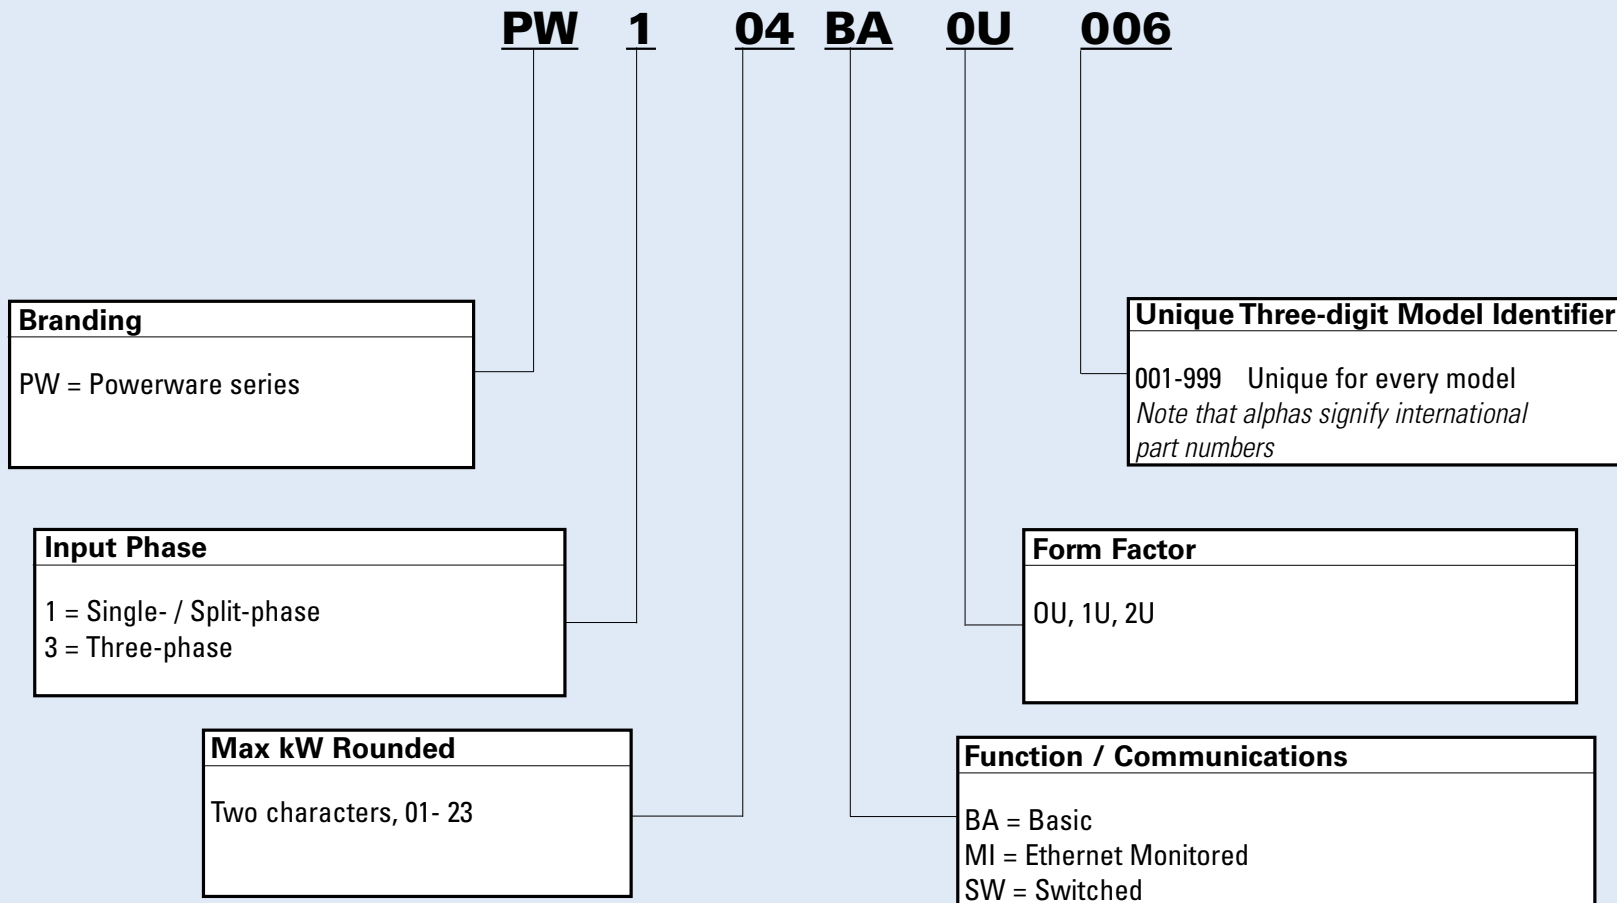 PW 1 04 BA 0U 006
Branding
PW = Powerware series
Unique Three-digit Model Identifier
001-999 Unique for every model
Note that alphas signify international
part numbers
Input Phase
1 = Single- / Split-phase
3 = Three-phase
Form Factor
0U, 1U, 2U
Max kW Rounded
Two characters, 01- 23
Function / Communications
BA = Basic
MI = Ethernet Monitored
SW = Switched